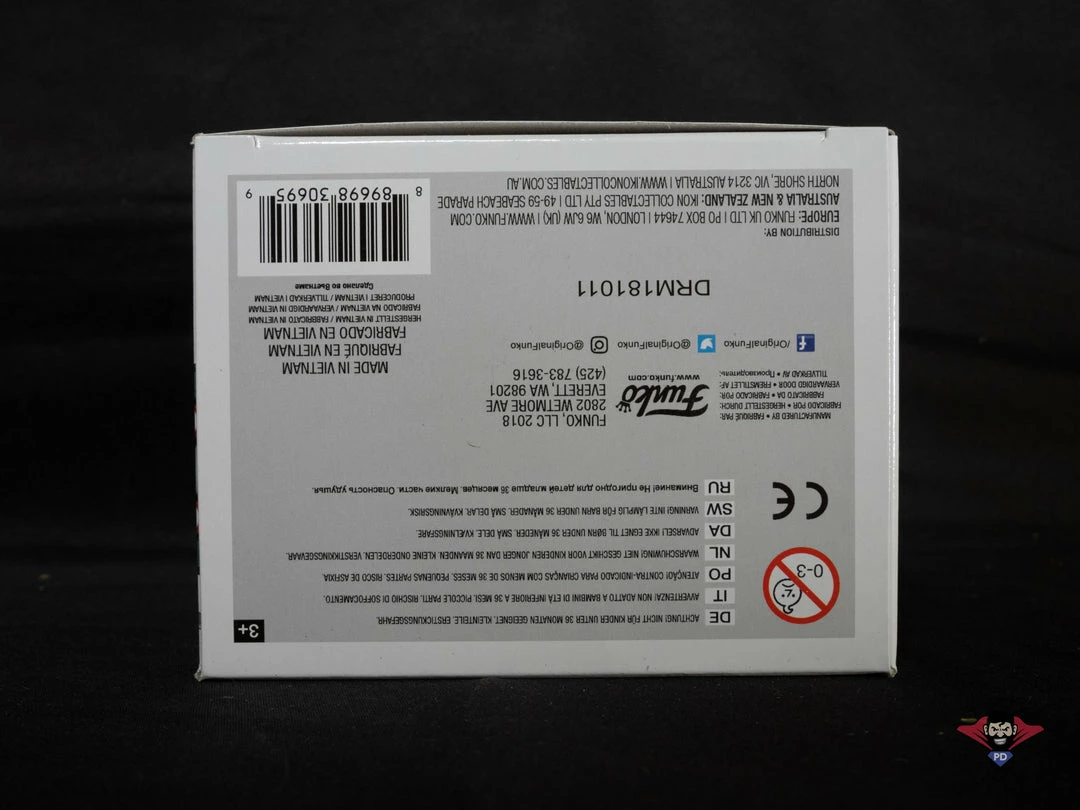 3+
DE ACHTUNG! NICHT FÜR KINDER UNTER 36 MONATEN GEEIGNET. KLEINTEILE. ERSTICKUNGSGEFAHR.
IT AVVERTENZA! NON ADATTO A BAMBINI DI ETÀ INFERIORE A 36 MESI. PICCOLE PARTI. RISCHIO DI SOFFOCAMENTO.
PO ATENÇÃO! CONTRA-INDICADO PARA CRIANÇAS COM MENOS DE 36 MESES. PEQUENAS PARTES. RISCO DE ASFIXIA
NL WAARSCHUWING! NIET GESCHIKT VOOR KINDEREN JONGER DAN 36 MAANDEN. KLEINE ONDERDELEN. VERSTIKKINGSGEVAAR.
DA ADVARSEL! IKKE EGNET TIL BØRN UNDER 36 MÅNEDER. SMÅ DELE. KVÆLNINGSFARE.
SW VARNING! INTE LÄMPLIG FÖR BARN UNDER 36 MÅNADER. SMÅ DELAR. KVÄVNINGSRISK.
RU Внимание! Не пригодно для детей младше 36 месяцев. Мелкие части. Опасность удушья.
0-3
CE
MANUFACTURED BY • FABRIQUÉ PAR:
FABRICADO POR • HERGESTELLT DURCH:
FABBRICATO DA • FABRICADO POR:
VERVAARDIGD DOOR • FREMSTILLET AF:
TILLVERKAD AV • Производитель:
Funko
www.funko.com
FUNKO, LLC 2018
2802 WETMORE AVE
EVERETT, WA 98201
(425) 783-3616
/OriginalFunko @OriginalFunko @OriginalFunko
DRM181011
DISTRIBUTION BY:
EUROPE: FUNKO UK LTD | PO BOX 74644 | LONDON, W6 6JW (UK) | WWW.FUNKO.COM
AUSTRALIA & NEW ZEALAND: IKON COLLECTABLES PTY LTD | 49-59 SEABEACH PARADE
NORTH SHORE, VIC 3214 AUSTRALIA | WWW.IKONCOLLECTABLES.COM.AU
MADE IN VIETNAM
FABRIQUÉ EN VIETNAM
FABRICADO EN VIETNAM
HERGESTELLT IN VIETNAM / FABBRICATO IN VIETNAM
FABRICADO NA VIETNAM / VERVAARDIGD IN VIETNAM
PRODUCERET I VIETNAM / TILLVERKAD I VIETNAM
Сделано во Вьетнаме
8 89698 30695 9
PD